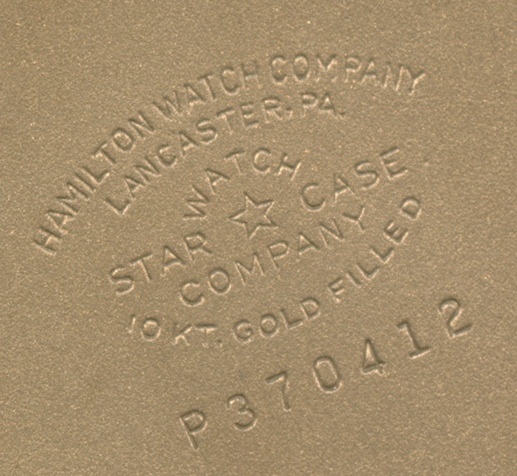 HAMILTON WATCH COMPANY
LANCASTER, PA.
STAR WATCH CASE
COMPANY
10 KT. GOLD FILLED
P370412